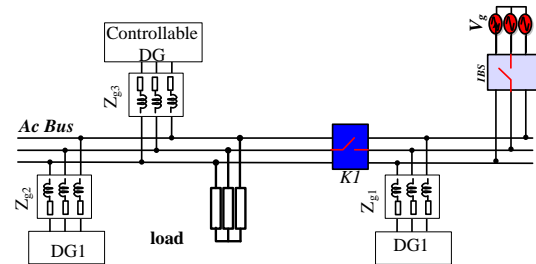 Controllable
DG
Vg
IBS
Zg3
Ac Bus
K1
Zg2
Zg1
load
DG1
DG1